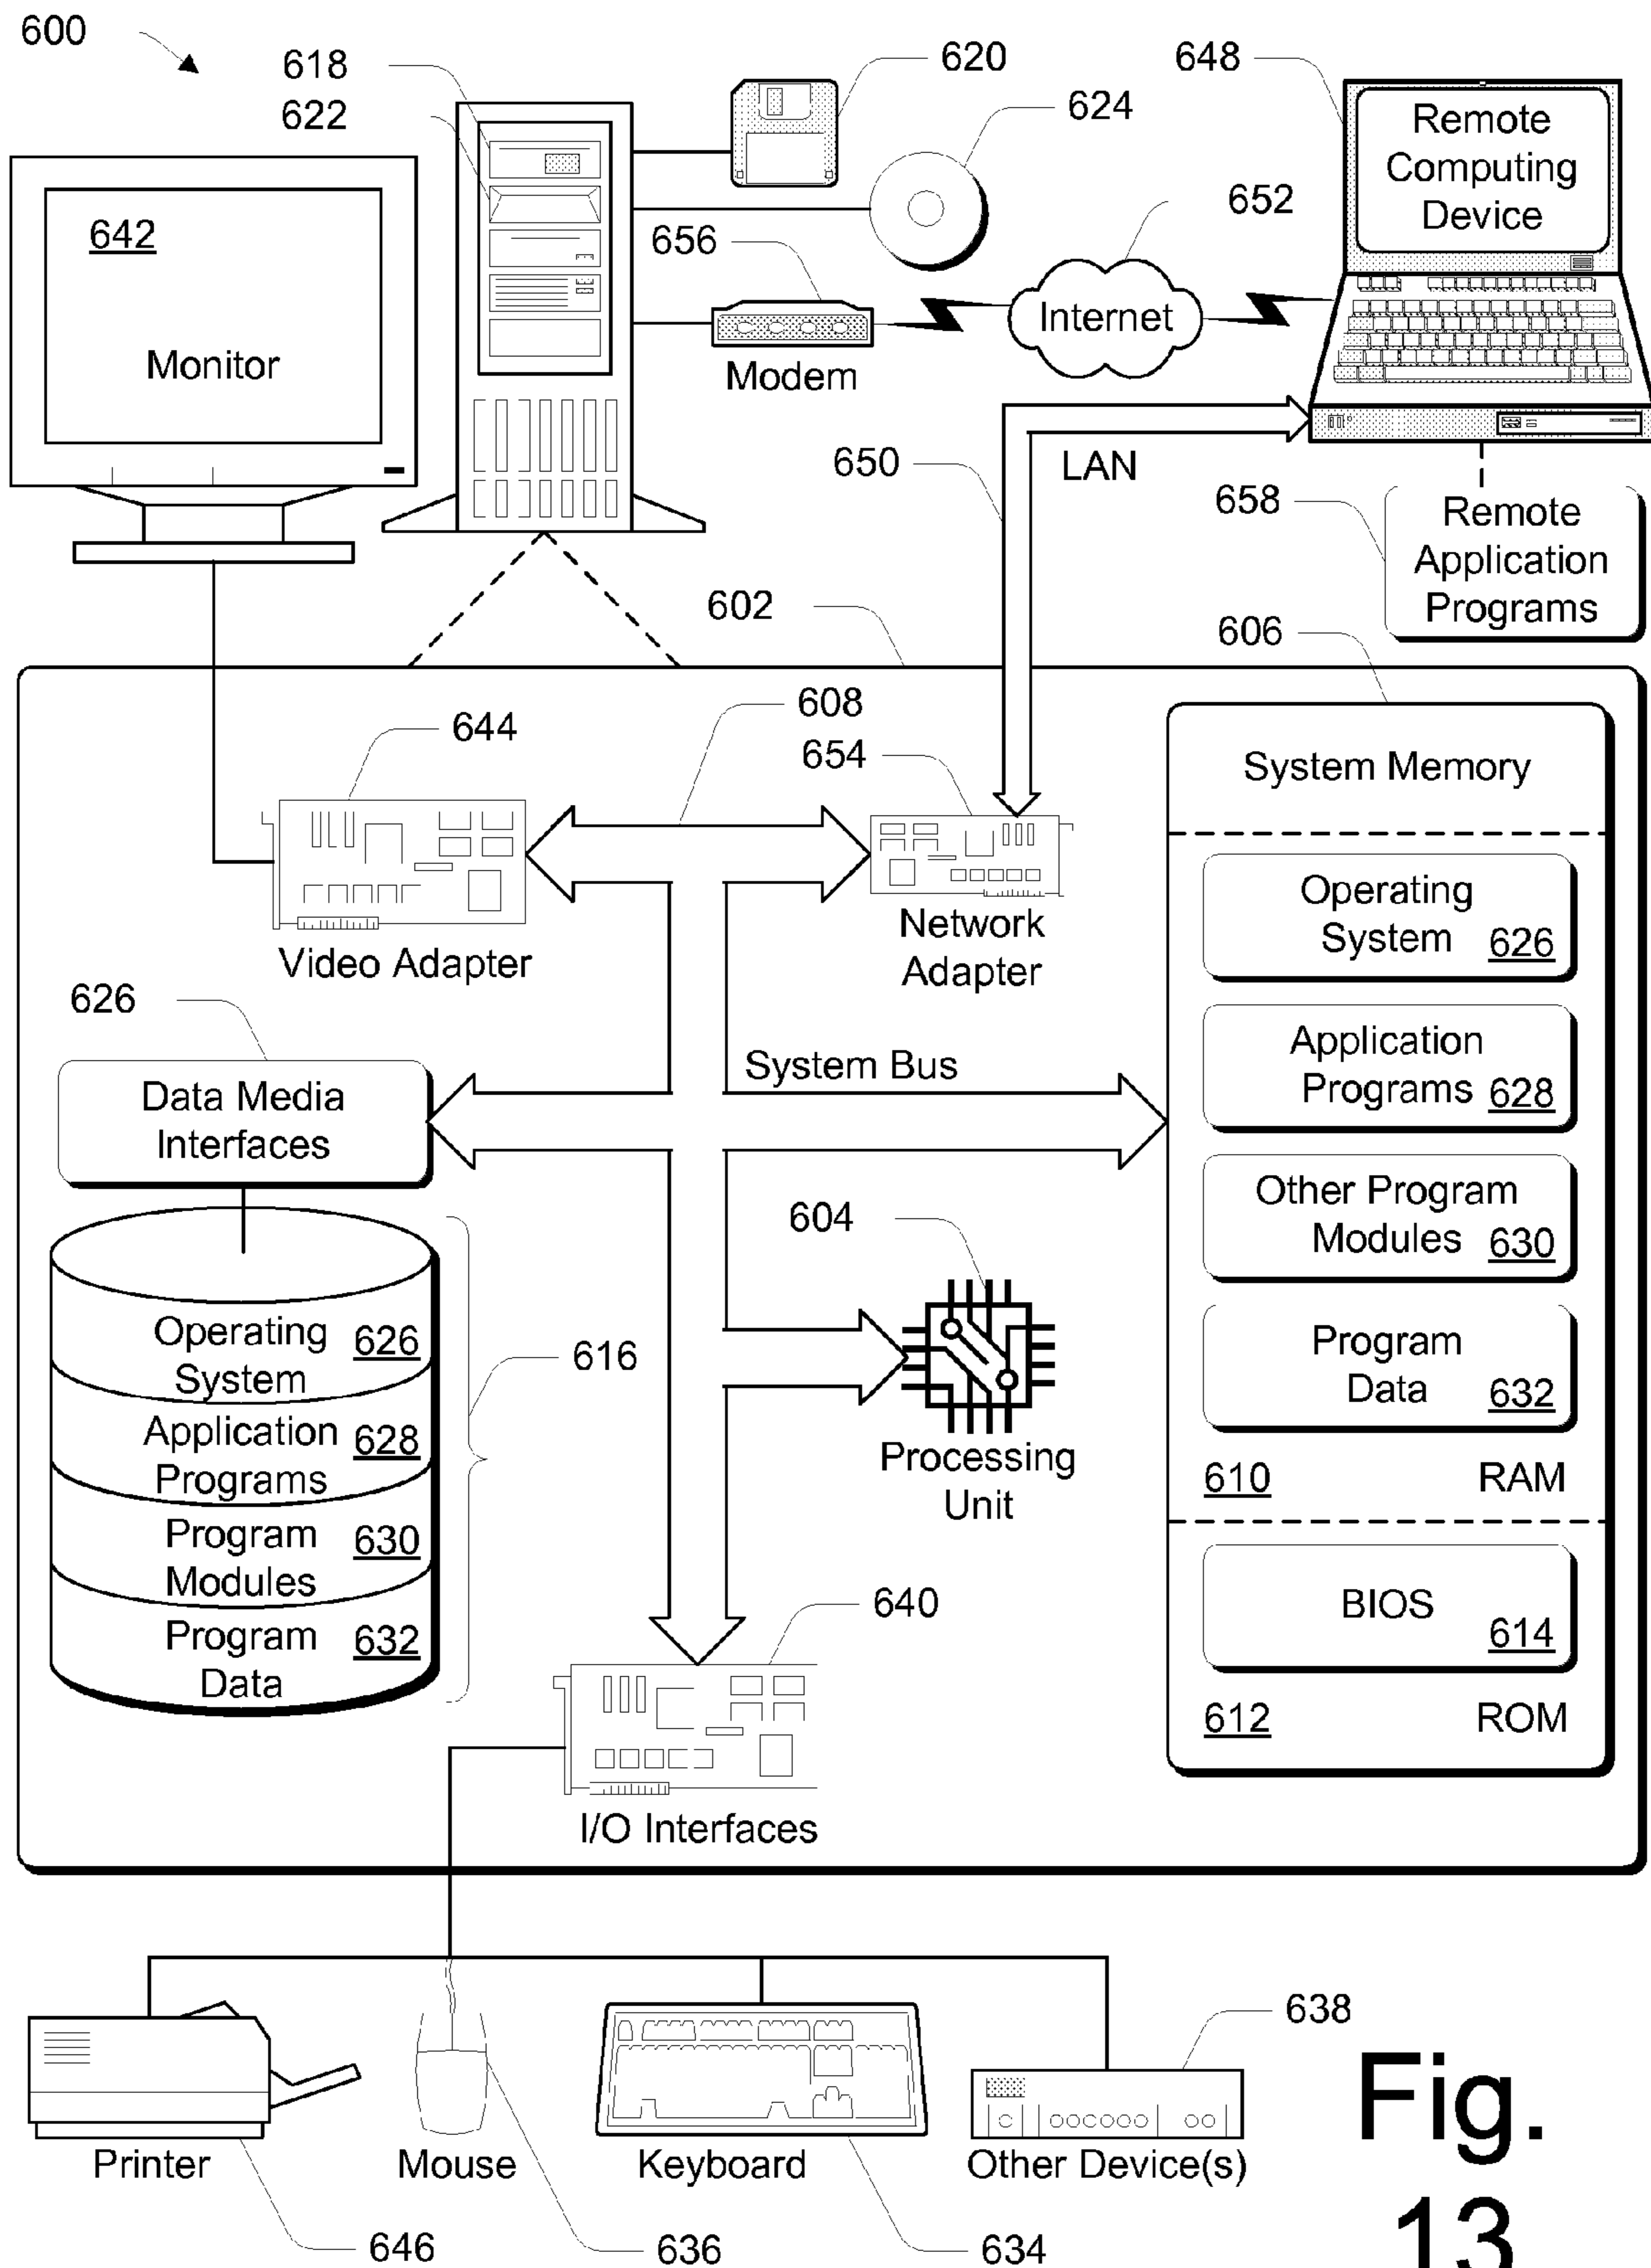 600
618
622
620
624
648
Remote
Computing
Device
652
656
642
Monitor
Internet
Modem
650
LAN
658
Remote
Application
Programs
602
606
608
644
654
System Memory
Video Adapter
Network
Adapter
Operating
System 626
626
Data Media
Interfaces
System Bus
Application
Programs 628
Other Program
Modules 630
604
Operating 626
System
616
Program
Data 632
Application 628
Programs
Processing
Unit
610 RAM
Program 630
Modules
640
BIOS
614
Program 632
Data
612 ROM
I/O Interfaces
638
Printer
Mouse
Keyboard
Other Device(s)
646
636
634
Fig.
13